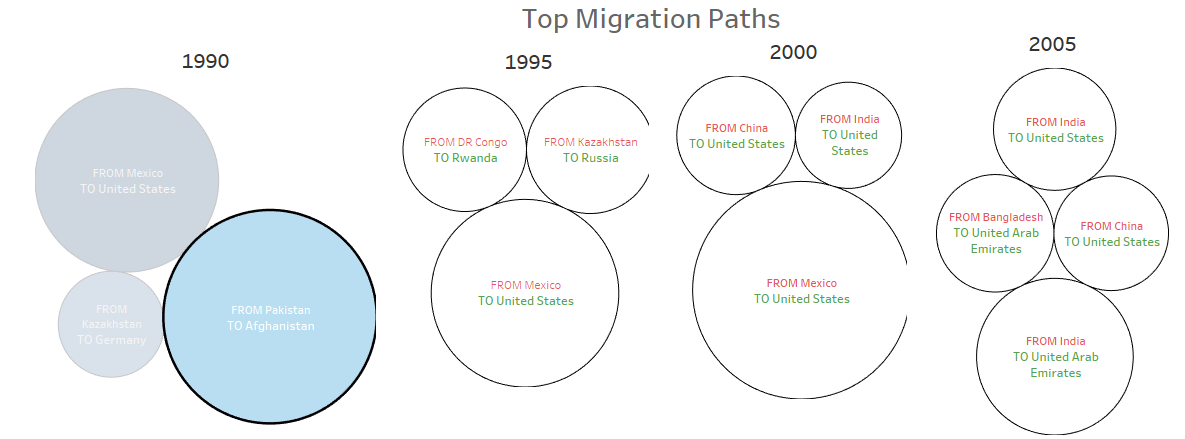 Top Migration Paths
1990
FROM Mexico
TO United States
FROM
Kazakhstan
TO Germany
FROM Pakistan
TO Afghanistan
1995
FROM DR Congo
TO Rwanda
FROM Kazakhstan
TO Russia
FROM Mexico
TO United States
2000
FROM China
TO United States
FROM India
TO United
States
FROM Mexico
TO United States
2005
FROM India
TO United States
FROM Bangladesh
TO United Arab
Emirates
FROM China
TO United States
FROM India
TO United Arab
Emirates